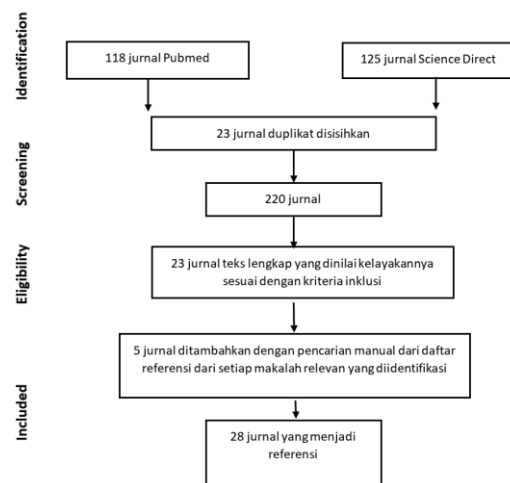 Identification
118 jurnal Pubmed
125 jurnal Science Direct
Screening
23 jurnal duplikat disisihkan
220 jurnal
Eligibility
23 jurnal teks lengkap yang dinilai kelayakannya
sesuai dengan kriteria inklusi
Included
5 jurnal ditambahkan dengan pencarian manual dari daftar
referensi dari setiap makalah relevan yang diidentifikasi
28 jurnal yang menjadi
referensi